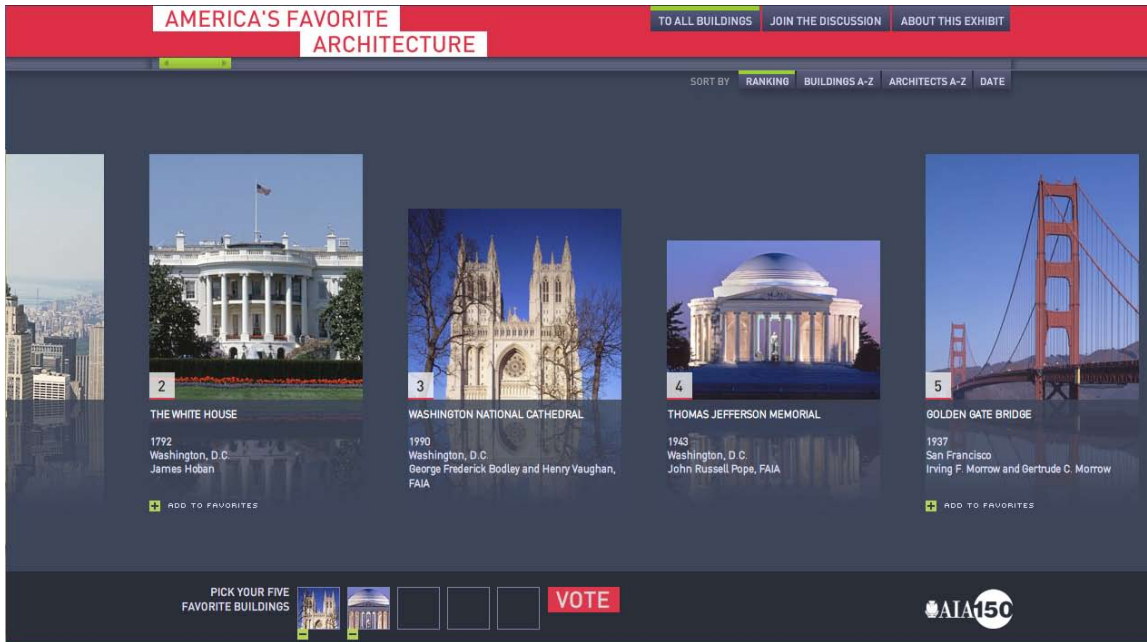 AMERICA'S FAVORITE
ARCHITECTURE
TO ALL BUILDINGS
JOIN THE DISCUSSION
ABOUT THIS EXHIBIT
SORT BY
RANKING
BUILDINGS A-Z
ARCHITECTS A-Z
DATE
2
THE WHITE HOUSE
1792
Washington, D.C.
James Hoban
ADD TO FAVORITES
3
WASHINGTON NATIONAL CATHEDRAL
1990
Washington, D.C.
George Frederick Bodley and Henry Vaughan,
FAIA
4
THOMAS JEFFERSON MEMORIAL
1943
Washington, D.C.
John Russell Pope, FAIA
5
GOLDEN GATE BRIDGE
1937
San Francisco
Irving F. Morrow and Gertrude C. Morrow
ADD TO FAVORITES
PICK YOUR FIVE
FAVORITE BUILDINGS
VOTE
AIA150